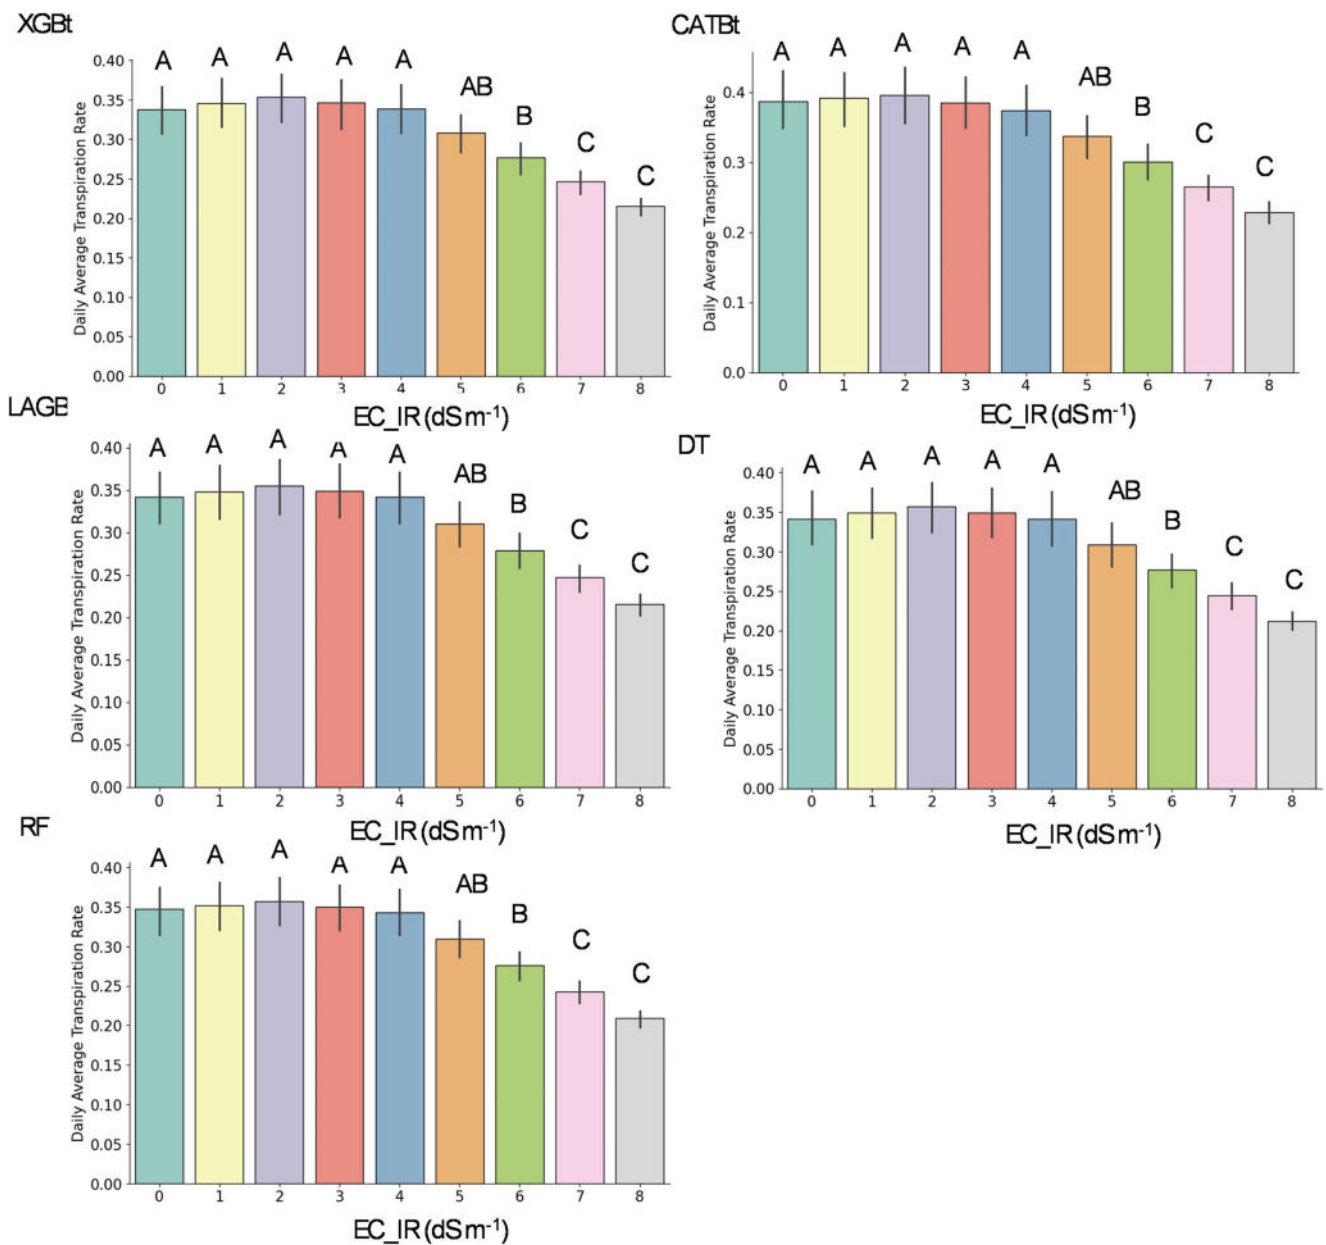 XGBt
A A A A A AB B C C
Daily Average Transpiration Rate
0.40
0.35
0.30
0.25
0.20
0.15
0.10
0.05
0.00
0 1 2 3 4 5 6 7 8
EC_IR (dSm⁻¹)
CATBt
A A A A A AB B C C
Daily Average Transpiration Rate
0.4
0.3
0.2
0.1
0.0
0 1 2 3 4 5 6 7 8
EC_IR (dSm⁻¹)
LAGB
A A A A A AB B C C
Daily Average Transpiration Rate
0.40
0.35
0.30
0.25
0.20
0.15
0.10
0.05
0.00
0 1 2 3 4 5 6 7 8
EC_IR (dSm⁻¹)
DT
A A A A A AB B C C
Daily Average Transpiration Rate
0.40
0.35
0.30
0.25
0.20
0.15
0.10
0.05
0.00
0 1 2 3 4 5 6 7 8
EC_IR (dSm⁻¹)
RF
A A A A A AB B C C
Daily Average Transpiration Rate
0.40
0.35
0.30
0.25
0.20
0.15
0.10
0.05
0.00
0 1 2 3 4 5 6 7 8
EC_IR (dSm⁻¹)